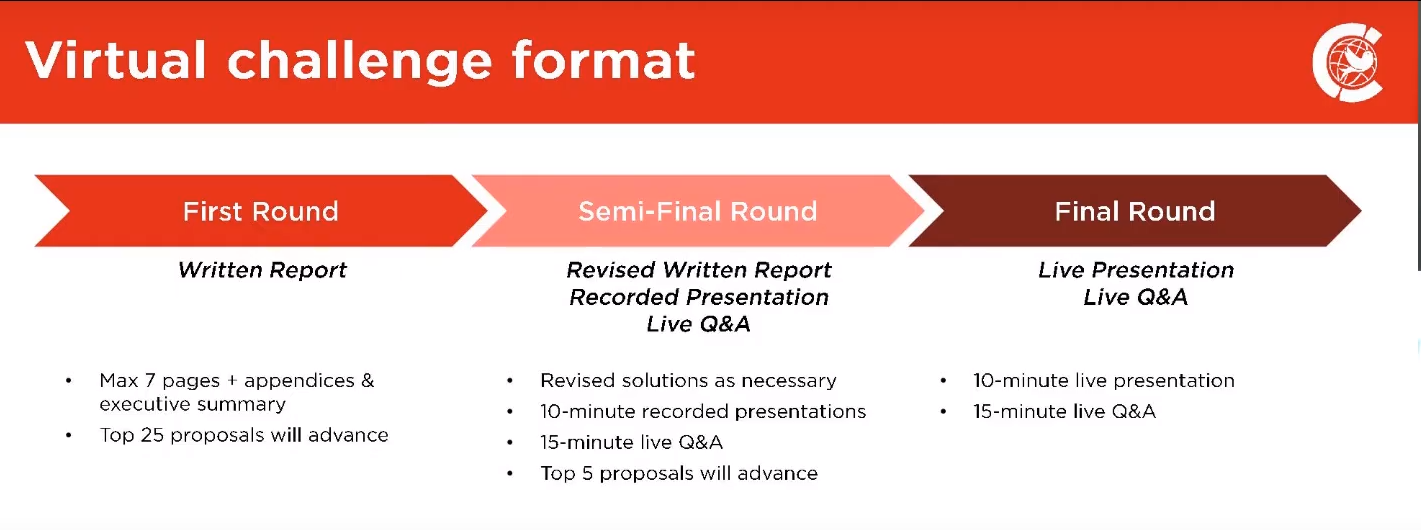 Virtual challenge format
First Round
Written Report
• Max 7 pages + appendices &
executive summary
• Top 25 proposals will advance
Semi-Final Round
Revised Written Report
Recorded Presentation
Live Q&A
• Revised solutions as necessary
• 10-minute recorded presentations
• 15-minute live Q&A
• Top 5 proposals will advance
Final Round
Live Presentation
Live Q&A
• 10-minute live presentation
• 15-minute live Q&A